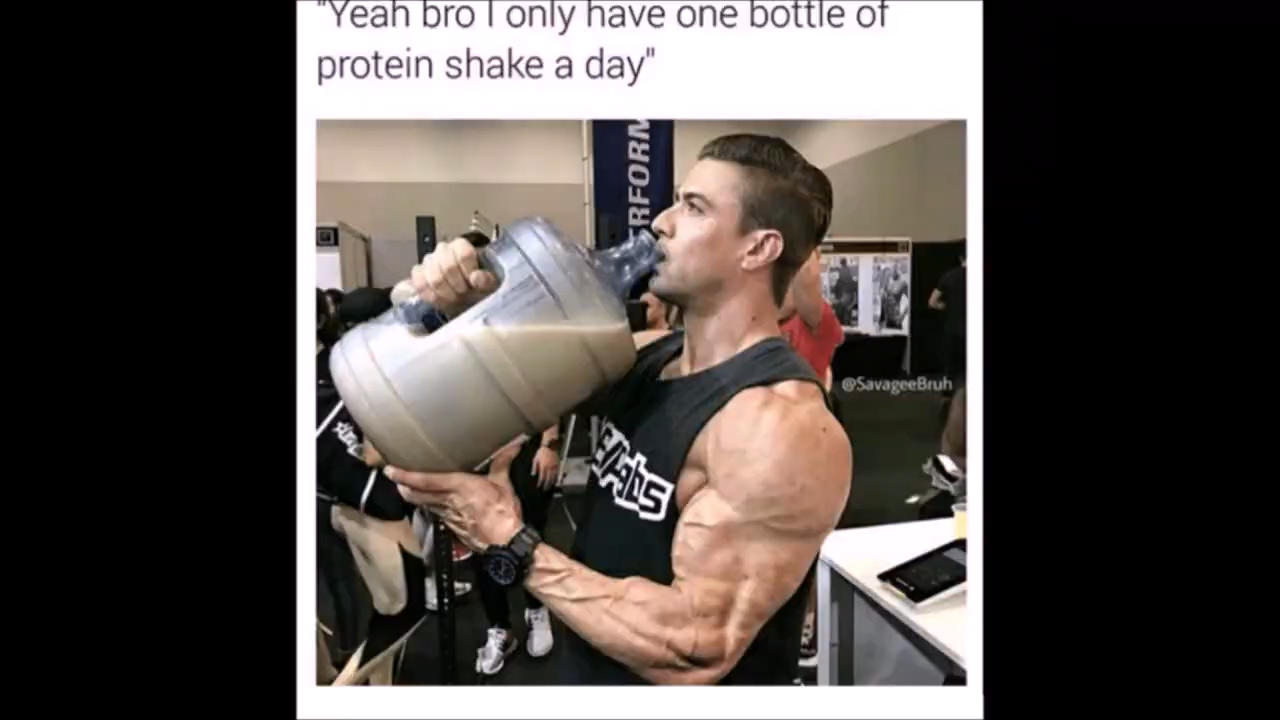 "Yeah bro I only have one bottle of
protein shake a day"
RFORM
@SavageeBruh